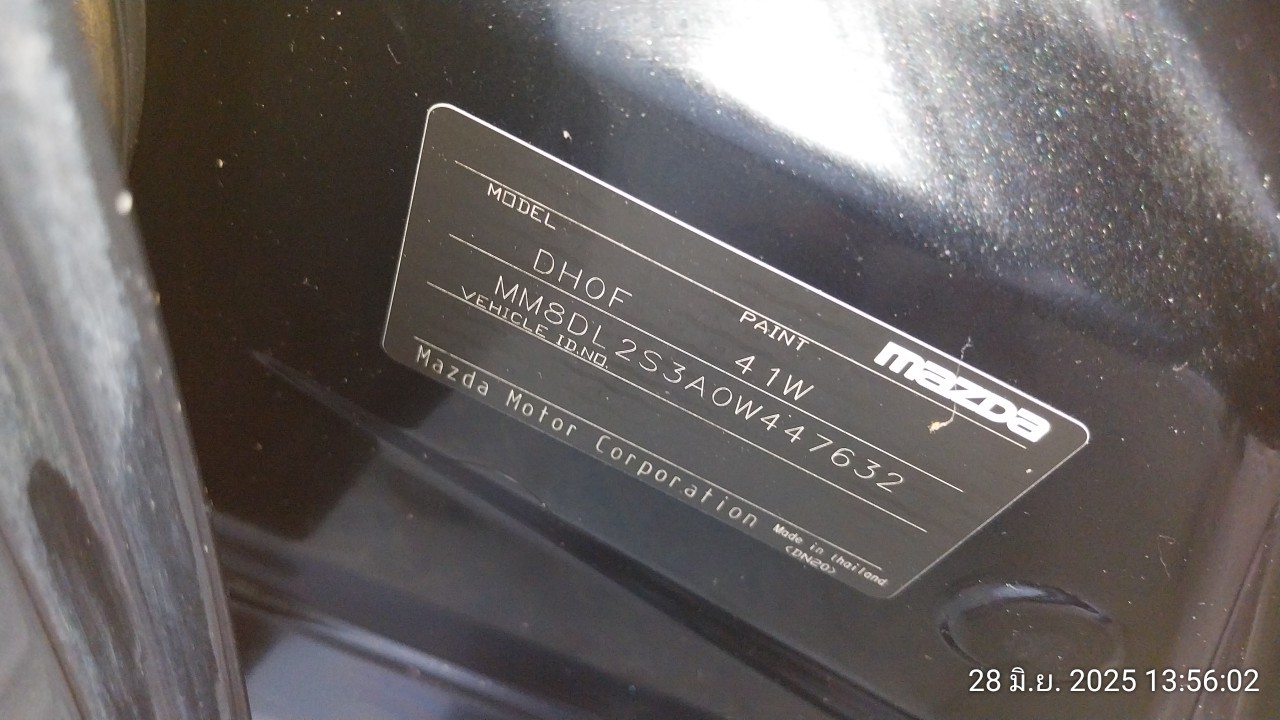 mazda
MODEL PAINT
DH0F 41W
MM8DL2S3A0W447632
VEHICLE ID.NO.
Mazda Motor Corporation
Made in thailand
<DN20>
28 มิ.ย. 2025 13:56:02